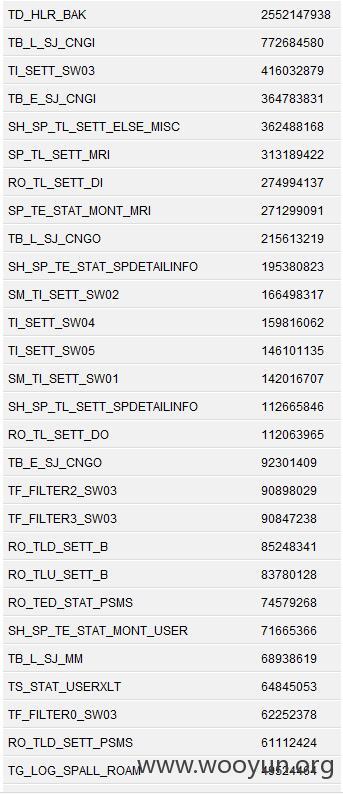 TD_HLR_BAK 2552147938
TB_L_SJ_CNGI 772684580
TI_SETT_SW03 416032879
TB_E_SJ_CNGI 364783831
SH_SP_TL_SETT_ELSE_MISC 362488168
SP_TL_SETT_MRI 313189422
RO_TL_SETT_DI 274994137
SP_TE_STAT_MONT_MRI 271299091
TB_L_SJ_CNGO 215613219
SH_SP_TE_STAT_SPDETAILINFO 195380823
SM_TI_SETT_SW02 166498317
TI_SETT_SW04 159816062
TI_SETT_SW05 146101135
SM_TI_SETT_SW01 142016707
SH_SP_TL_SETT_SPDETAILINFO 112665846
RO_TL_SETT_DO 112063965
TB_E_SJ_CNGO 92301409
TF_FILTER2_SW03 90898029
TF_FILTER3_SW03 90847238
RO_TLD_SETT_B 85248341
RO_TLU_SETT_B 83780128
RO_TED_STAT_PSMS 74579268
SH_SP_TE_STAT_MONT_USER 71665366
TB_L_SJ_MM 68938619
TS_STAT_USERXLT 64845053
TF_FILTER0_SW03 62252378
RO_TLD_SETT_PSMS 61112424
TG_LOG_SPALL_ROAM 49524464
www.wooyun.org